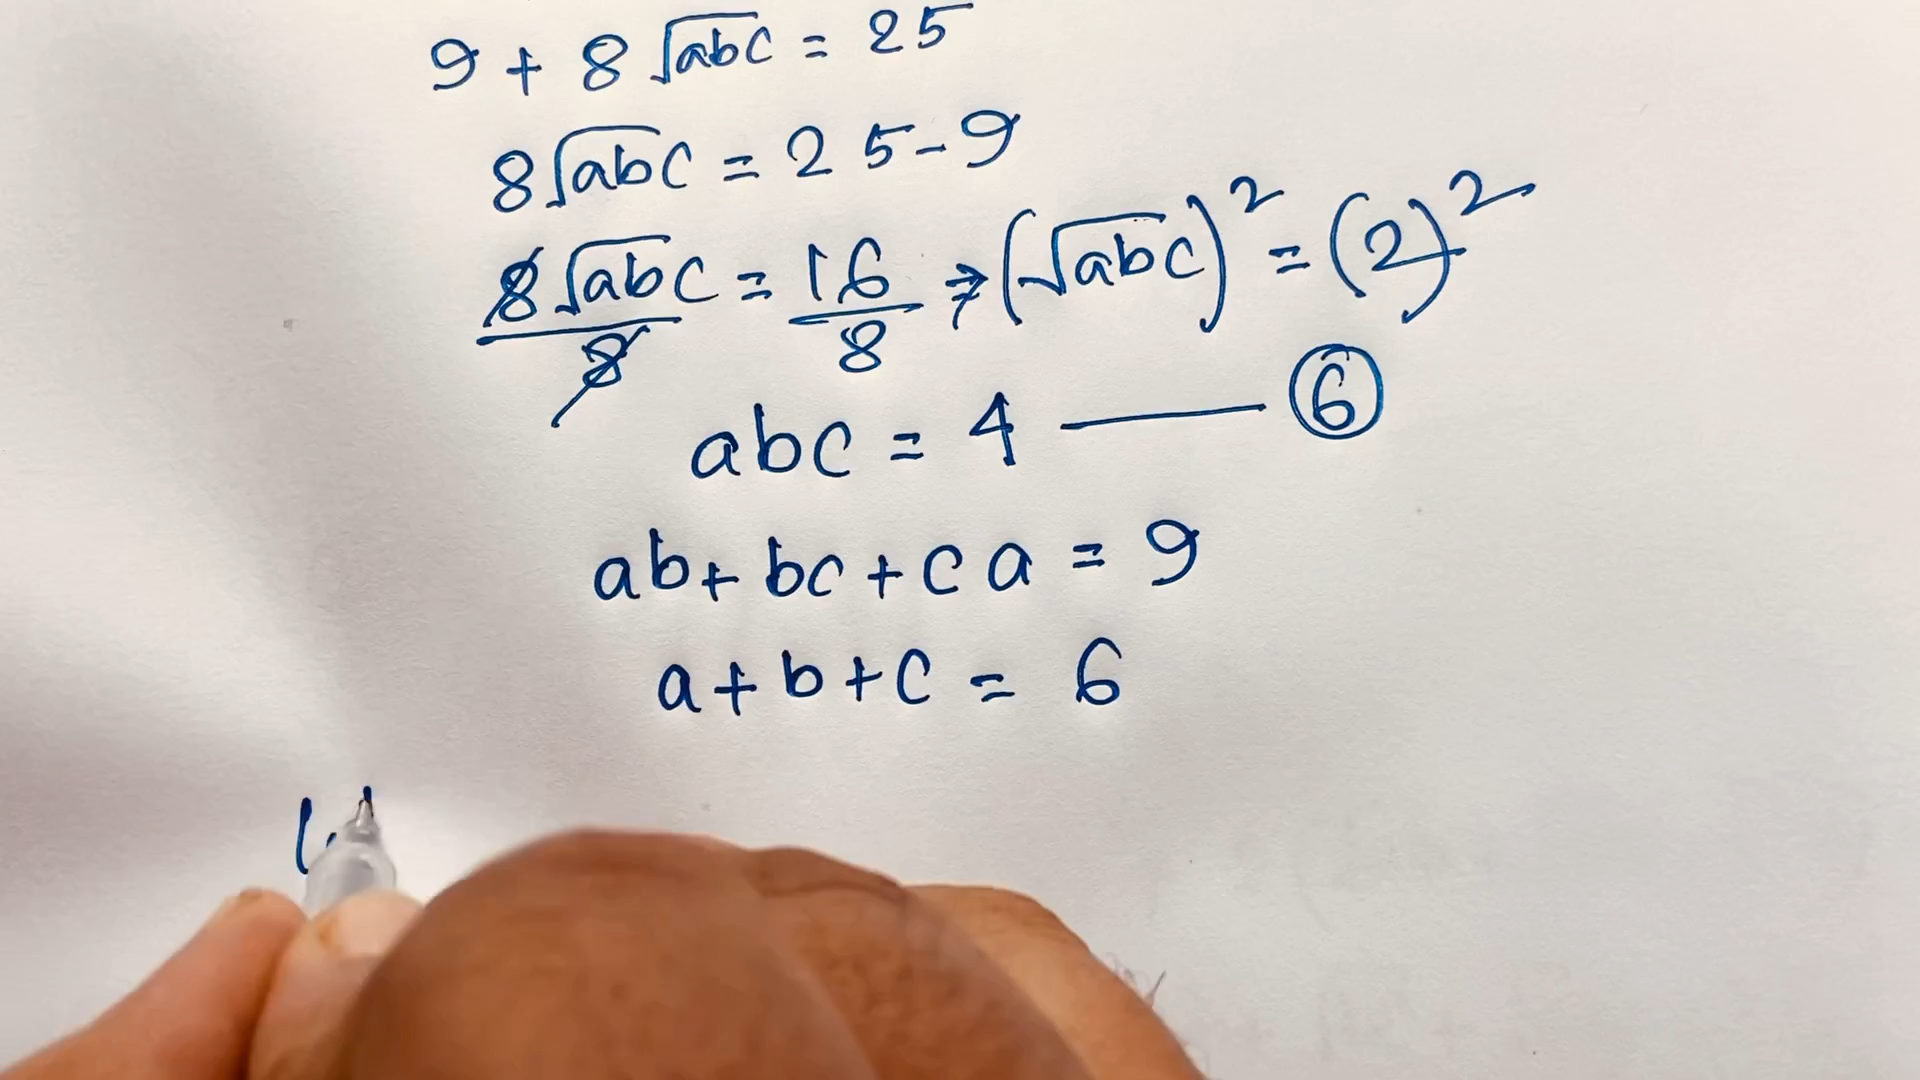 9 + 8 √abc = 25
8√abc = 25 - 9
8√abc/8 = 16/8 ⇒ (√abc)² = (2)²
abc = 4 —— ⑥
ab + bc + ca = 9
a + b + c = 6